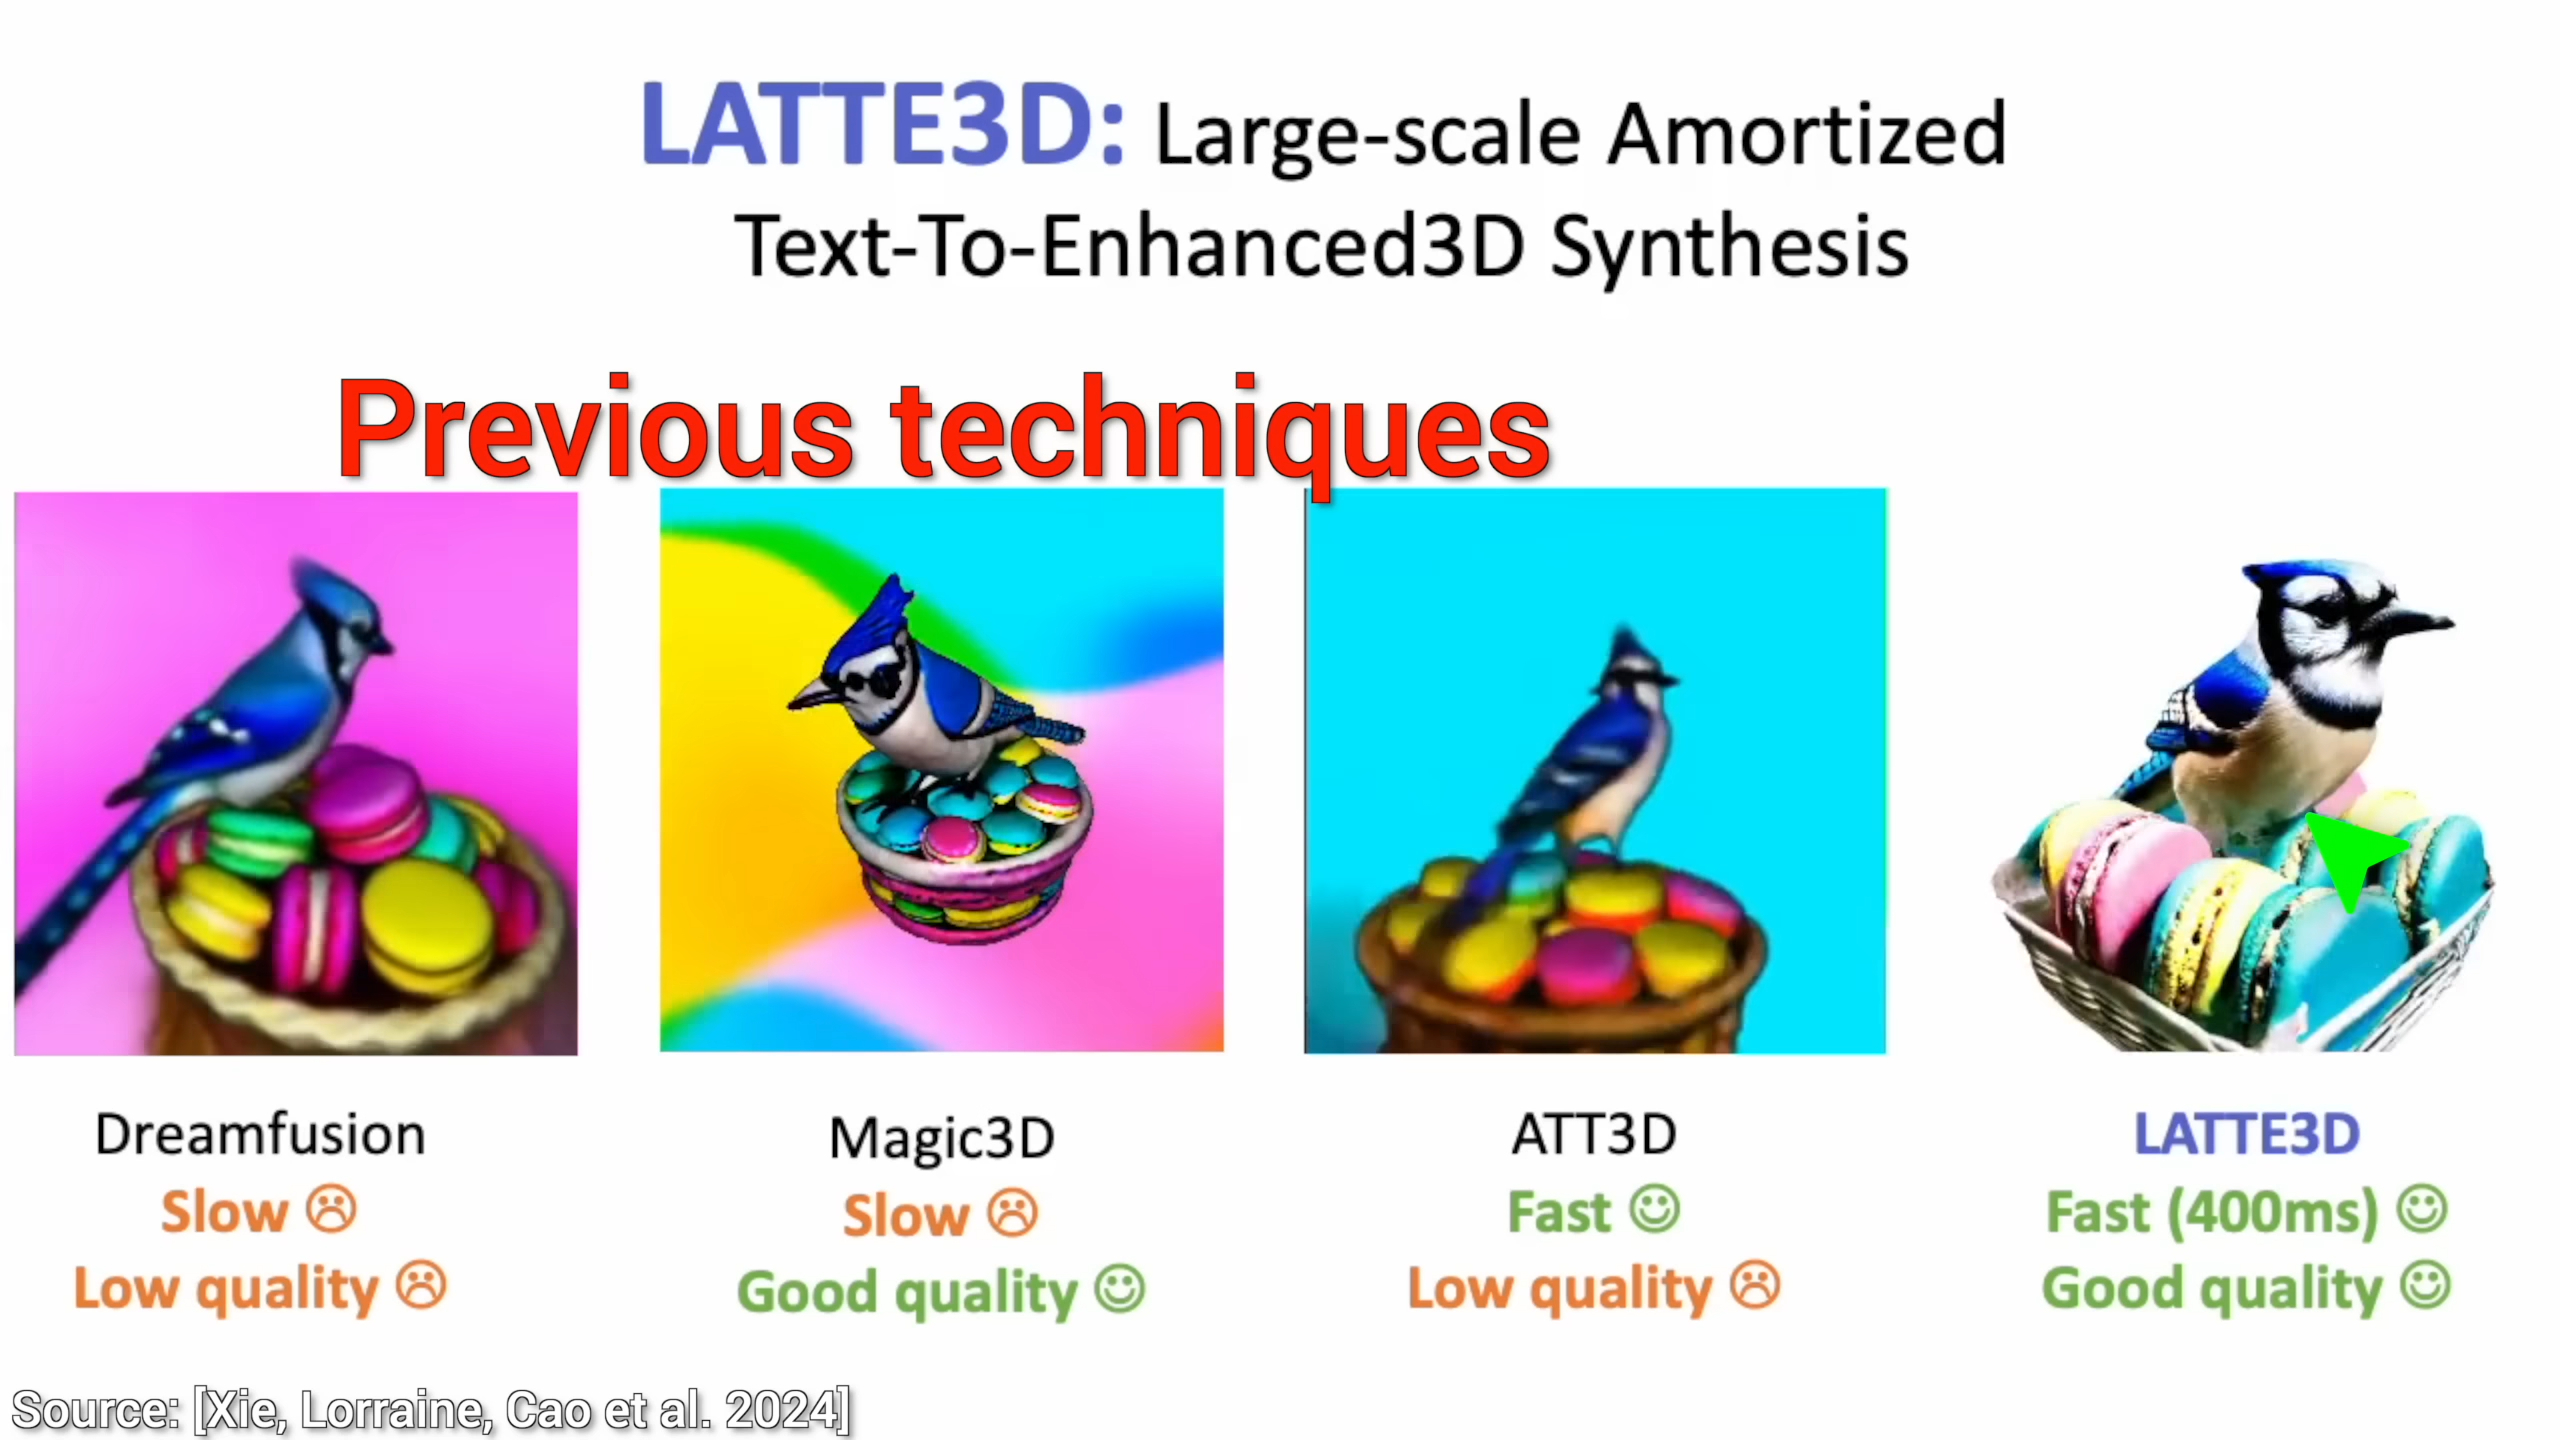 LATTE3D: Large-scale Amortized
Text-To-Enhanced3D Synthesis
Previous techniques
Dreamfusion
Slow ☹
Low quality ☹
Magic3D
Slow ☹
Good quality ☺
ATT3D
Fast ☺
Low quality ☹
LATTE3D
Fast (400ms) ☺
Good quality ☺
Source: [Xie, Lorraine, Cao et al. 2024]